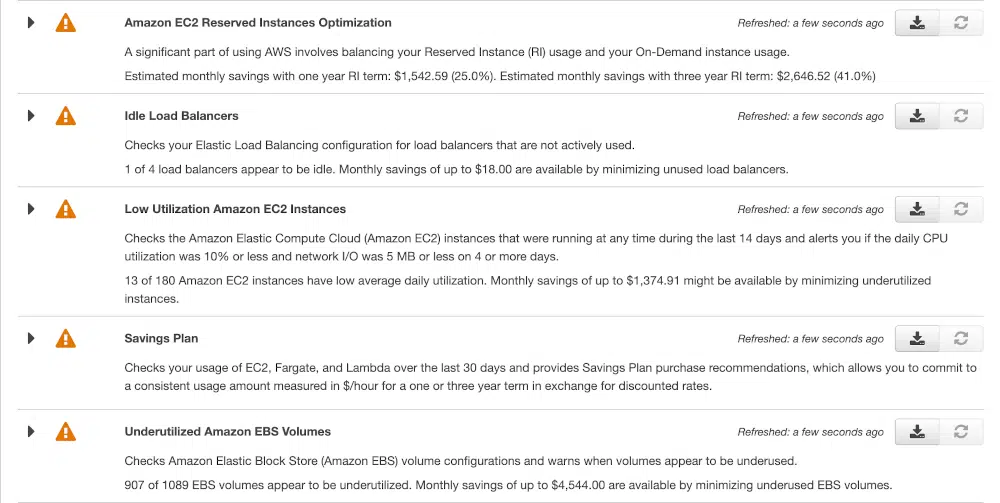 Amazon EC2 Reserved Instances Optimization
Refreshed: a few seconds ago
A significant part of using AWS involves balancing your Reserved Instance (RI) usage and your On-Demand instance usage.
Estimated monthly savings with one year RI term: $1,542.59 (25.0%). Estimated monthly savings with three year RI term: $2,646.52 (41.0%)
Idle Load Balancers
Refreshed: a few seconds ago
Checks your Elastic Load Balancing configuration for load balancers that are not actively used.
1 of 4 load balancers appear to be idle. Monthly savings of up to $18.00 are available by minimizing unused load balancers.
Low Utilization Amazon EC2 Instances
Refreshed: a few seconds ago
Checks the Amazon Elastic Compute Cloud (Amazon EC2) instances that were running at any time during the last 14 days and alerts you if the daily CPU
utilization was 10% or less and network I/O was 5 MB or less on 4 or more days.
13 of 180 Amazon EC2 instances have low average daily utilization. Monthly savings of up to $1,374.91 might be available by minimizing underutilized
instances.
Savings Plan
Refreshed: a few seconds ago
Checks your usage of EC2, Fargate, and Lambda over the last 30 days and provides Savings Plan purchase recommendations, which allows you to commit to
a consistent usage amount measured in $/hour for a one or three year term in exchange for discounted rates.
Underutilized Amazon EBS Volumes
Refreshed: a few seconds ago
Checks Amazon Elastic Block Store (Amazon EBS) volume configurations and warns when volumes appear to be underused.
907 of 1089 EBS volumes appear to be underutilized. Monthly savings of up to $4,544.00 are available by minimizing underused EBS volumes.